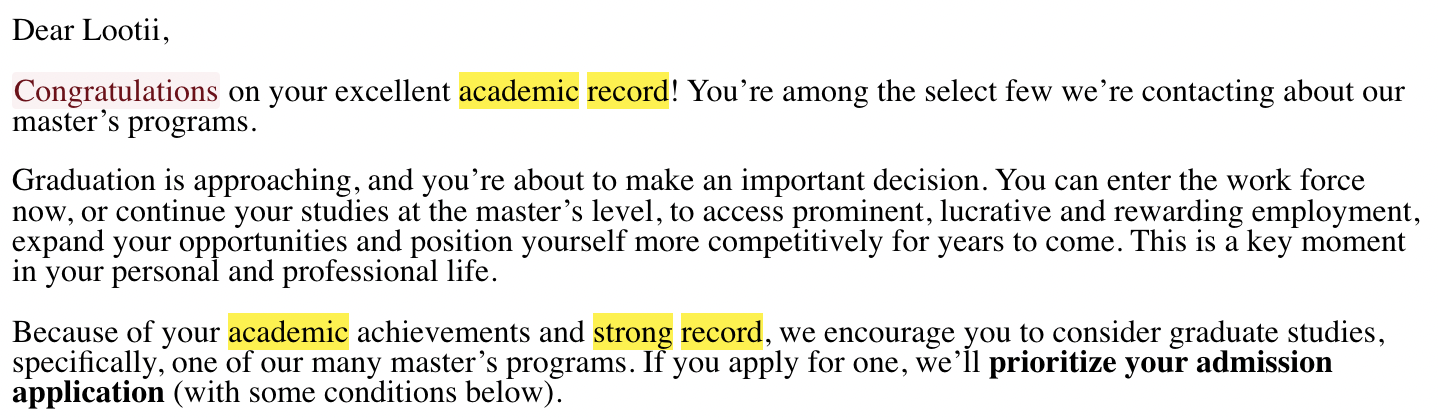 Dear Lootii,
Congratulations on your excellent academic record! You’re among the select few we’re contacting about our
master’s programs.
Graduation is approaching, and you’re about to make an important decision. You can enter the work force
now, or continue your studies at the master’s level, to access prominent, lucrative and rewarding employment,
expand your opportunities and position yourself more competitively for years to come. This is a key moment
in your personal and professional life.
Because of your academic achievements and strong record, we encourage you to consider graduate studies,
specifically, one of our many master’s programs. If you apply for one, we’ll prioritize your admission
application (with some conditions below).